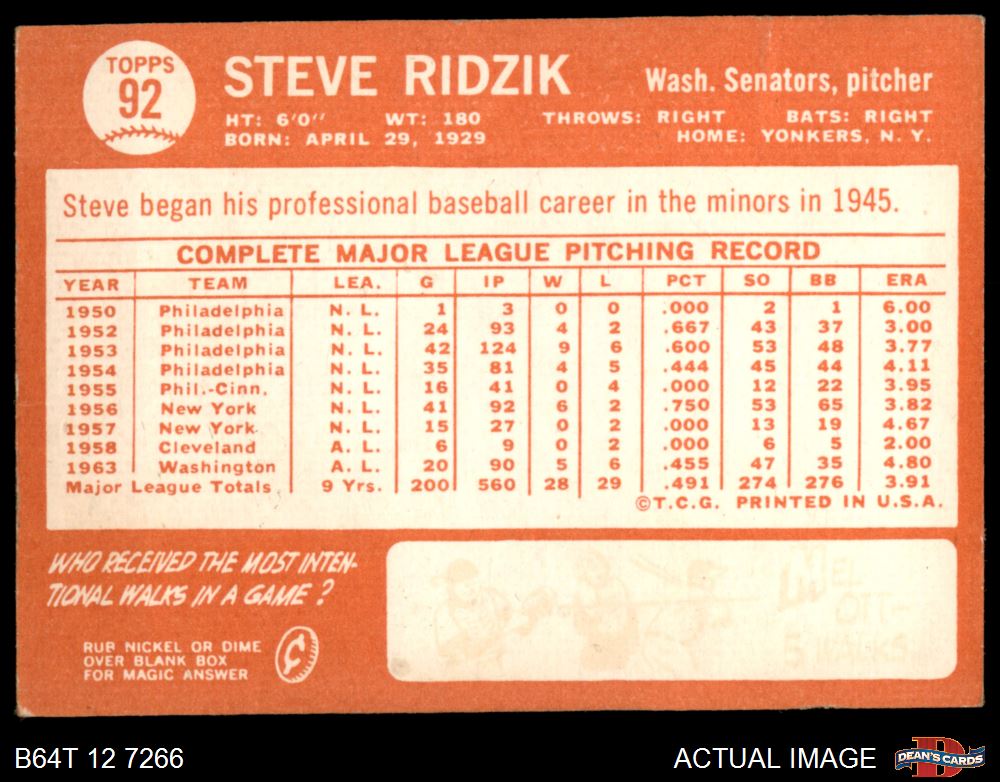 TOPPS
92
STEVE RIDZIK
Wash. Senators, pitcher
HT: 6'0" WT: 180 THROWS: RIGHT BATS: RIGHT
BORN: APRIL 29, 1929 HOME: YONKERS, N. Y.
Steve began his professional baseball career in the minors in 1945.
COMPLETE MAJOR LEAGUE PITCHING RECORD
YEAR TEAM LEA. G IP W L PCT SO BB ERA
1950 Philadelphia N. L. 1 3 0 0 .000 2 1 6.00
1952 Philadelphia N. L. 24 93 4 2 .667 43 37 3.00
1953 Philadelphia N. L. 42 124 9 6 .600 53 48 3.77
1954 Philadelphia N. L. 35 81 4 5 .444 45 44 4.11
1955 Phil.-Cinn. N. L. 16 41 0 4 .000 12 22 3.95
1956 New York N. L. 41 92 6 2 .750 53 65 3.82
1957 New York N. L. 15 27 0 2 .000 13 19 4.67
1958 Cleveland A. L. 6 9 0 2 .000 6 5 2.00
1963 Washington A. L. 20 90 5 6 .455 47 35 4.80
Major League Totals 9 Yrs. 200 560 28 29 .491 274 276 3.91
©T.C.G. PRINTED IN U.S.A.
WHO RECEIVED THE MOST INTEN-
TIONAL WALKS IN A GAME?
RUB NICKEL OR DIME
OVER BLANK BOX
FOR MAGIC ANSWER
¢
MEL
OTT-
5 WALKS
B64T 12 7266
ACTUAL IMAGE
D
DEAN'S CARDS